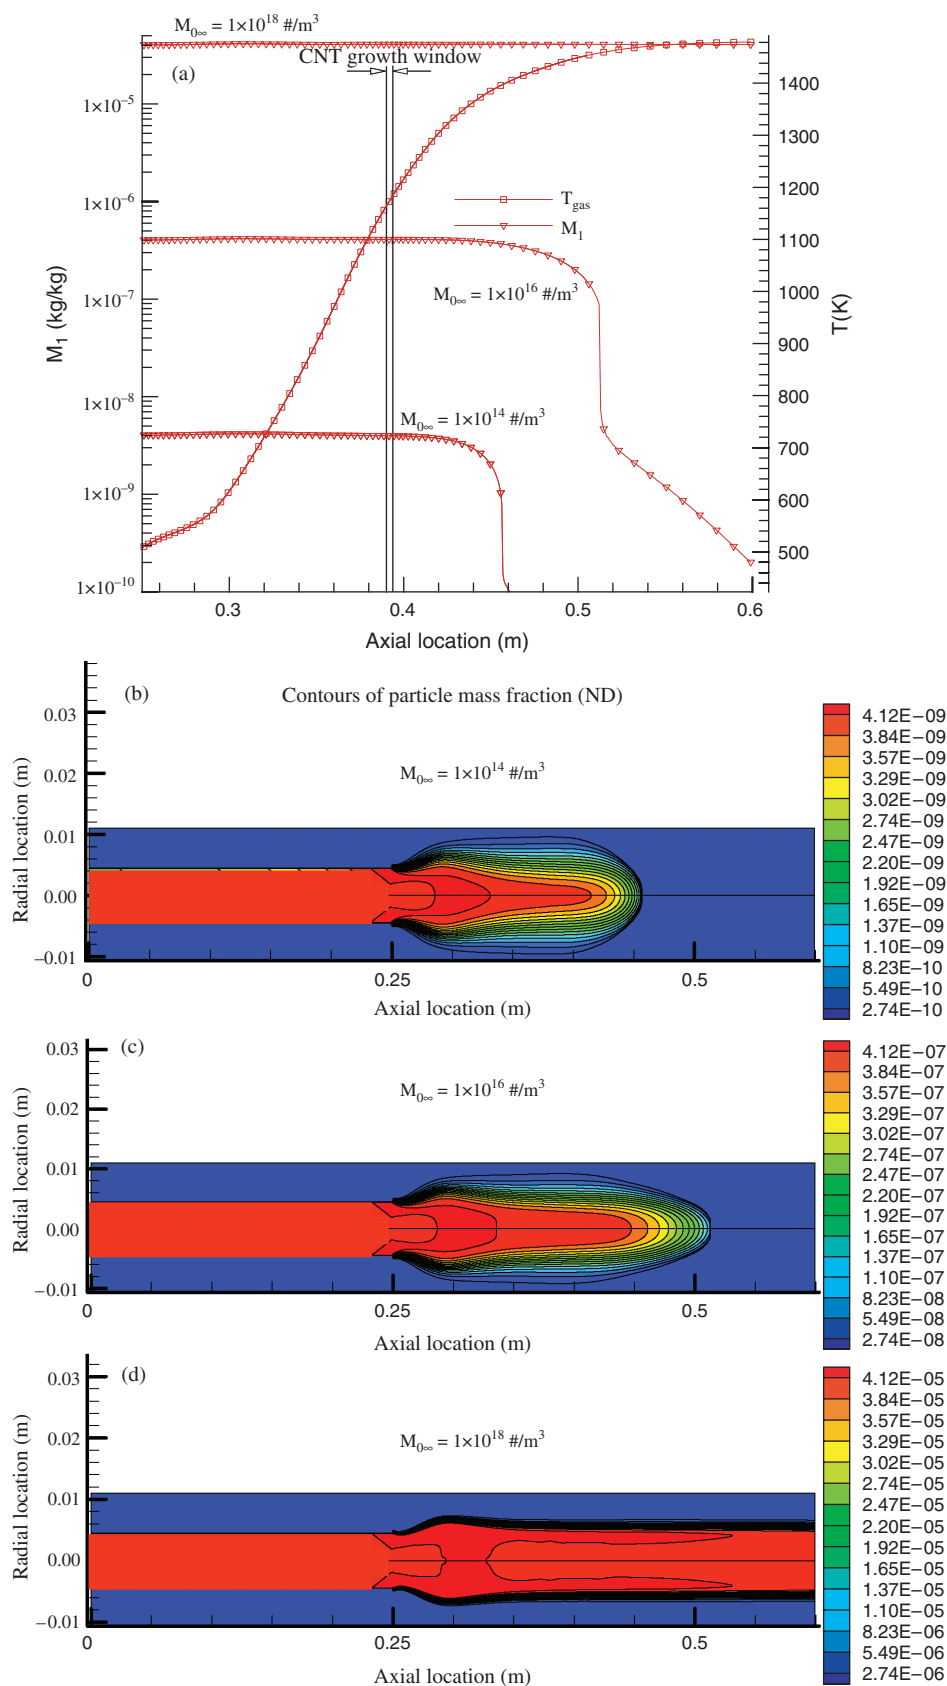 M0∞ = 1×10^18 #/m^3
(a)
CNT growth window
1×10^−5
1×10^−6
1×10^−7
1×10^−8
1×10^−9
1×10^−10
M1 (kg/kg)
Tgas
M1
M0∞ = 1×10^16 #/m^3
M0∞ = 1×10^14 #/m^3
1400
1300
1200
1100
1000
900
800
700
600
500
T(K)
0.3
0.4
0.5
0.6
Axial location (m)
(b)
Contours of particle mass fraction (ND)
M0∞ = 1×10^14 #/m^3
0.03
0.02
0.01
0.00
−0.01
Radial location (m)
0
0.25
0.5
Axial location (m)
4.12E−09
3.84E−09
3.57E−09
3.29E−09
3.02E−09
2.74E−09
2.47E−09
2.20E−09
1.92E−09
1.65E−09
1.37E−09
1.10E−09
8.23E−10
5.49E−10
2.74E−10
(c)
M0∞ = 1×10^16 #/m^3
0.03
0.02
0.01
0.00
−0.01
Radial location (m)
0
0.25
0.5
Axial location (m)
4.12E−07
3.84E−07
3.57E−07
3.29E−07
3.02E−07
2.74E−07
2.47E−07
2.20E−07
1.92E−07
1.65E−07
1.37E−07
1.10E−07
8.23E−08
5.49E−08
2.74E−08
(d)
M0∞ = 1×10^18 #/m^3
0.03
0.02
0.01
0.00
−0.01
Radial location (m)
0
0.25
0.5
Axial location (m)
4.12E−05
3.84E−05
3.57E−05
3.29E−05
3.02E−05
2.74E−05
2.47E−05
2.20E−05
1.92E−05
1.65E−05
1.37E−05
1.10E−05
8.23E−06
5.49E−06
2.74E−06